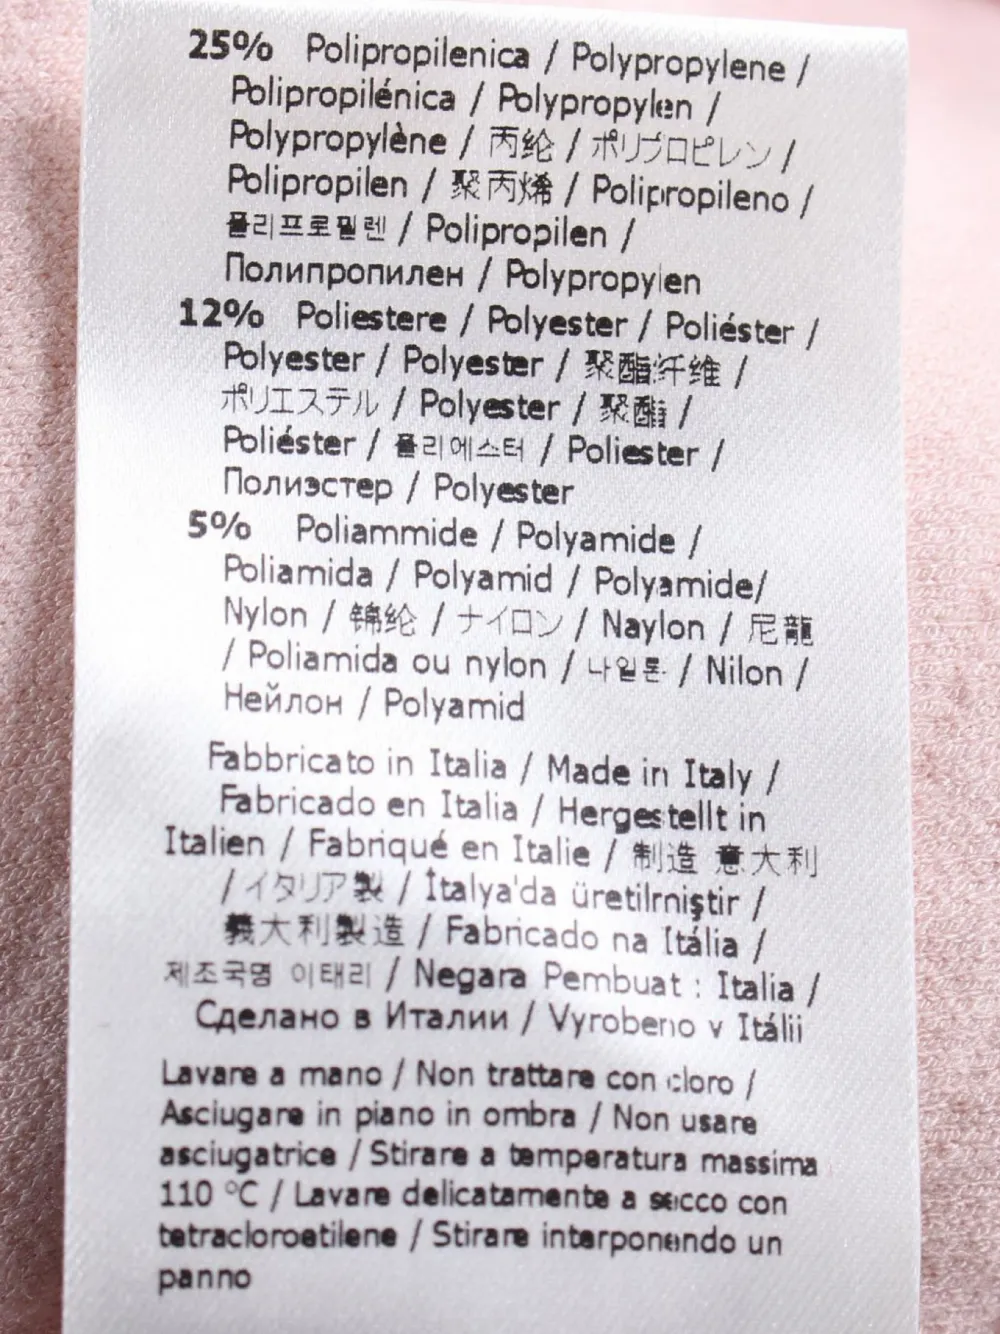 25% Polipropilenica / Polypropylene /
Polipropilénica / Polypropylen /
Polypropylène / 丙纶 / ポリプロピレン /
Polipropilen / 聚丙烯 / Polipropileno /
폴리프로필렌 / Polipropilen /
Полипропилен / Polypropylen
12% Poliestere / Polyester / Poliéster /
Polyester / Polyester / 聚酯纤维 /
ポリエステル / Polyester / 聚酯 /
Poliéster / 폴리에스터 / Poliester /
Полиэстер / Polyester
5% Poliammide / Polyamide /
Poliamida / Polyamid / Polyamide/
Nylon / 锦纶 / ナイロン / Naylon / 尼龍
/ Poliamida ou nylon / 나일론 / Nilon /
Нейлон / Polyamid
Fabbricato in Italia / Made in Italy /
Fabricado en Italia / Hergestellt in
Italien / Fabriqué en Italie / 制造 意大利
/ イタリア製 / İtalya'da üretilmiştir /
義大利製造 / Fabricado na Itália /
제조국명 이태리 / Negara Pembuat : Italia /
Сделано в Италии / Vyrobeno v Itálii
Lavare a mano / Non trattare con cloro /
Asciugare in piano in ombra / Non usare
asciugatrice / Stirare a temperatura massima
110 °C / Lavare delicatamente a secco con
tetracloroetilene / Stirare interponendo un
panno